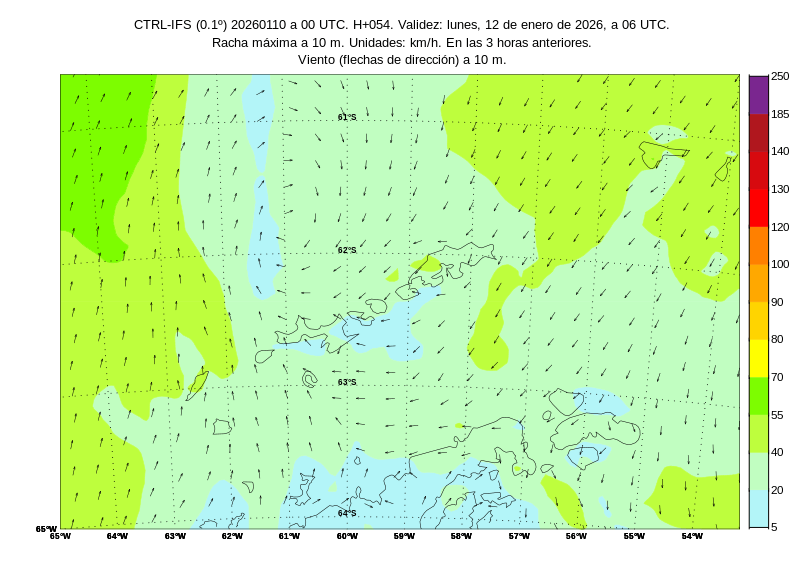 CTRL-IFS (0.1º) 20260110 a 00 UTC. H+054. Validez: lunes, 12 de enero de 2026, a 06 UTC.
Racha máxima a 10 m. Unidades: km/h. En las 3 horas anteriores.
Viento (flechas de dirección) a 10 m.
250
185
140
130
120
100
90
80
70
55
40
20
5
61°S
62°S
63°S
64°S
65°W
65°W 64°W 63°W 62°W 61°W 60°W 59°W 58°W 57°W 56°W 55°W 54°W